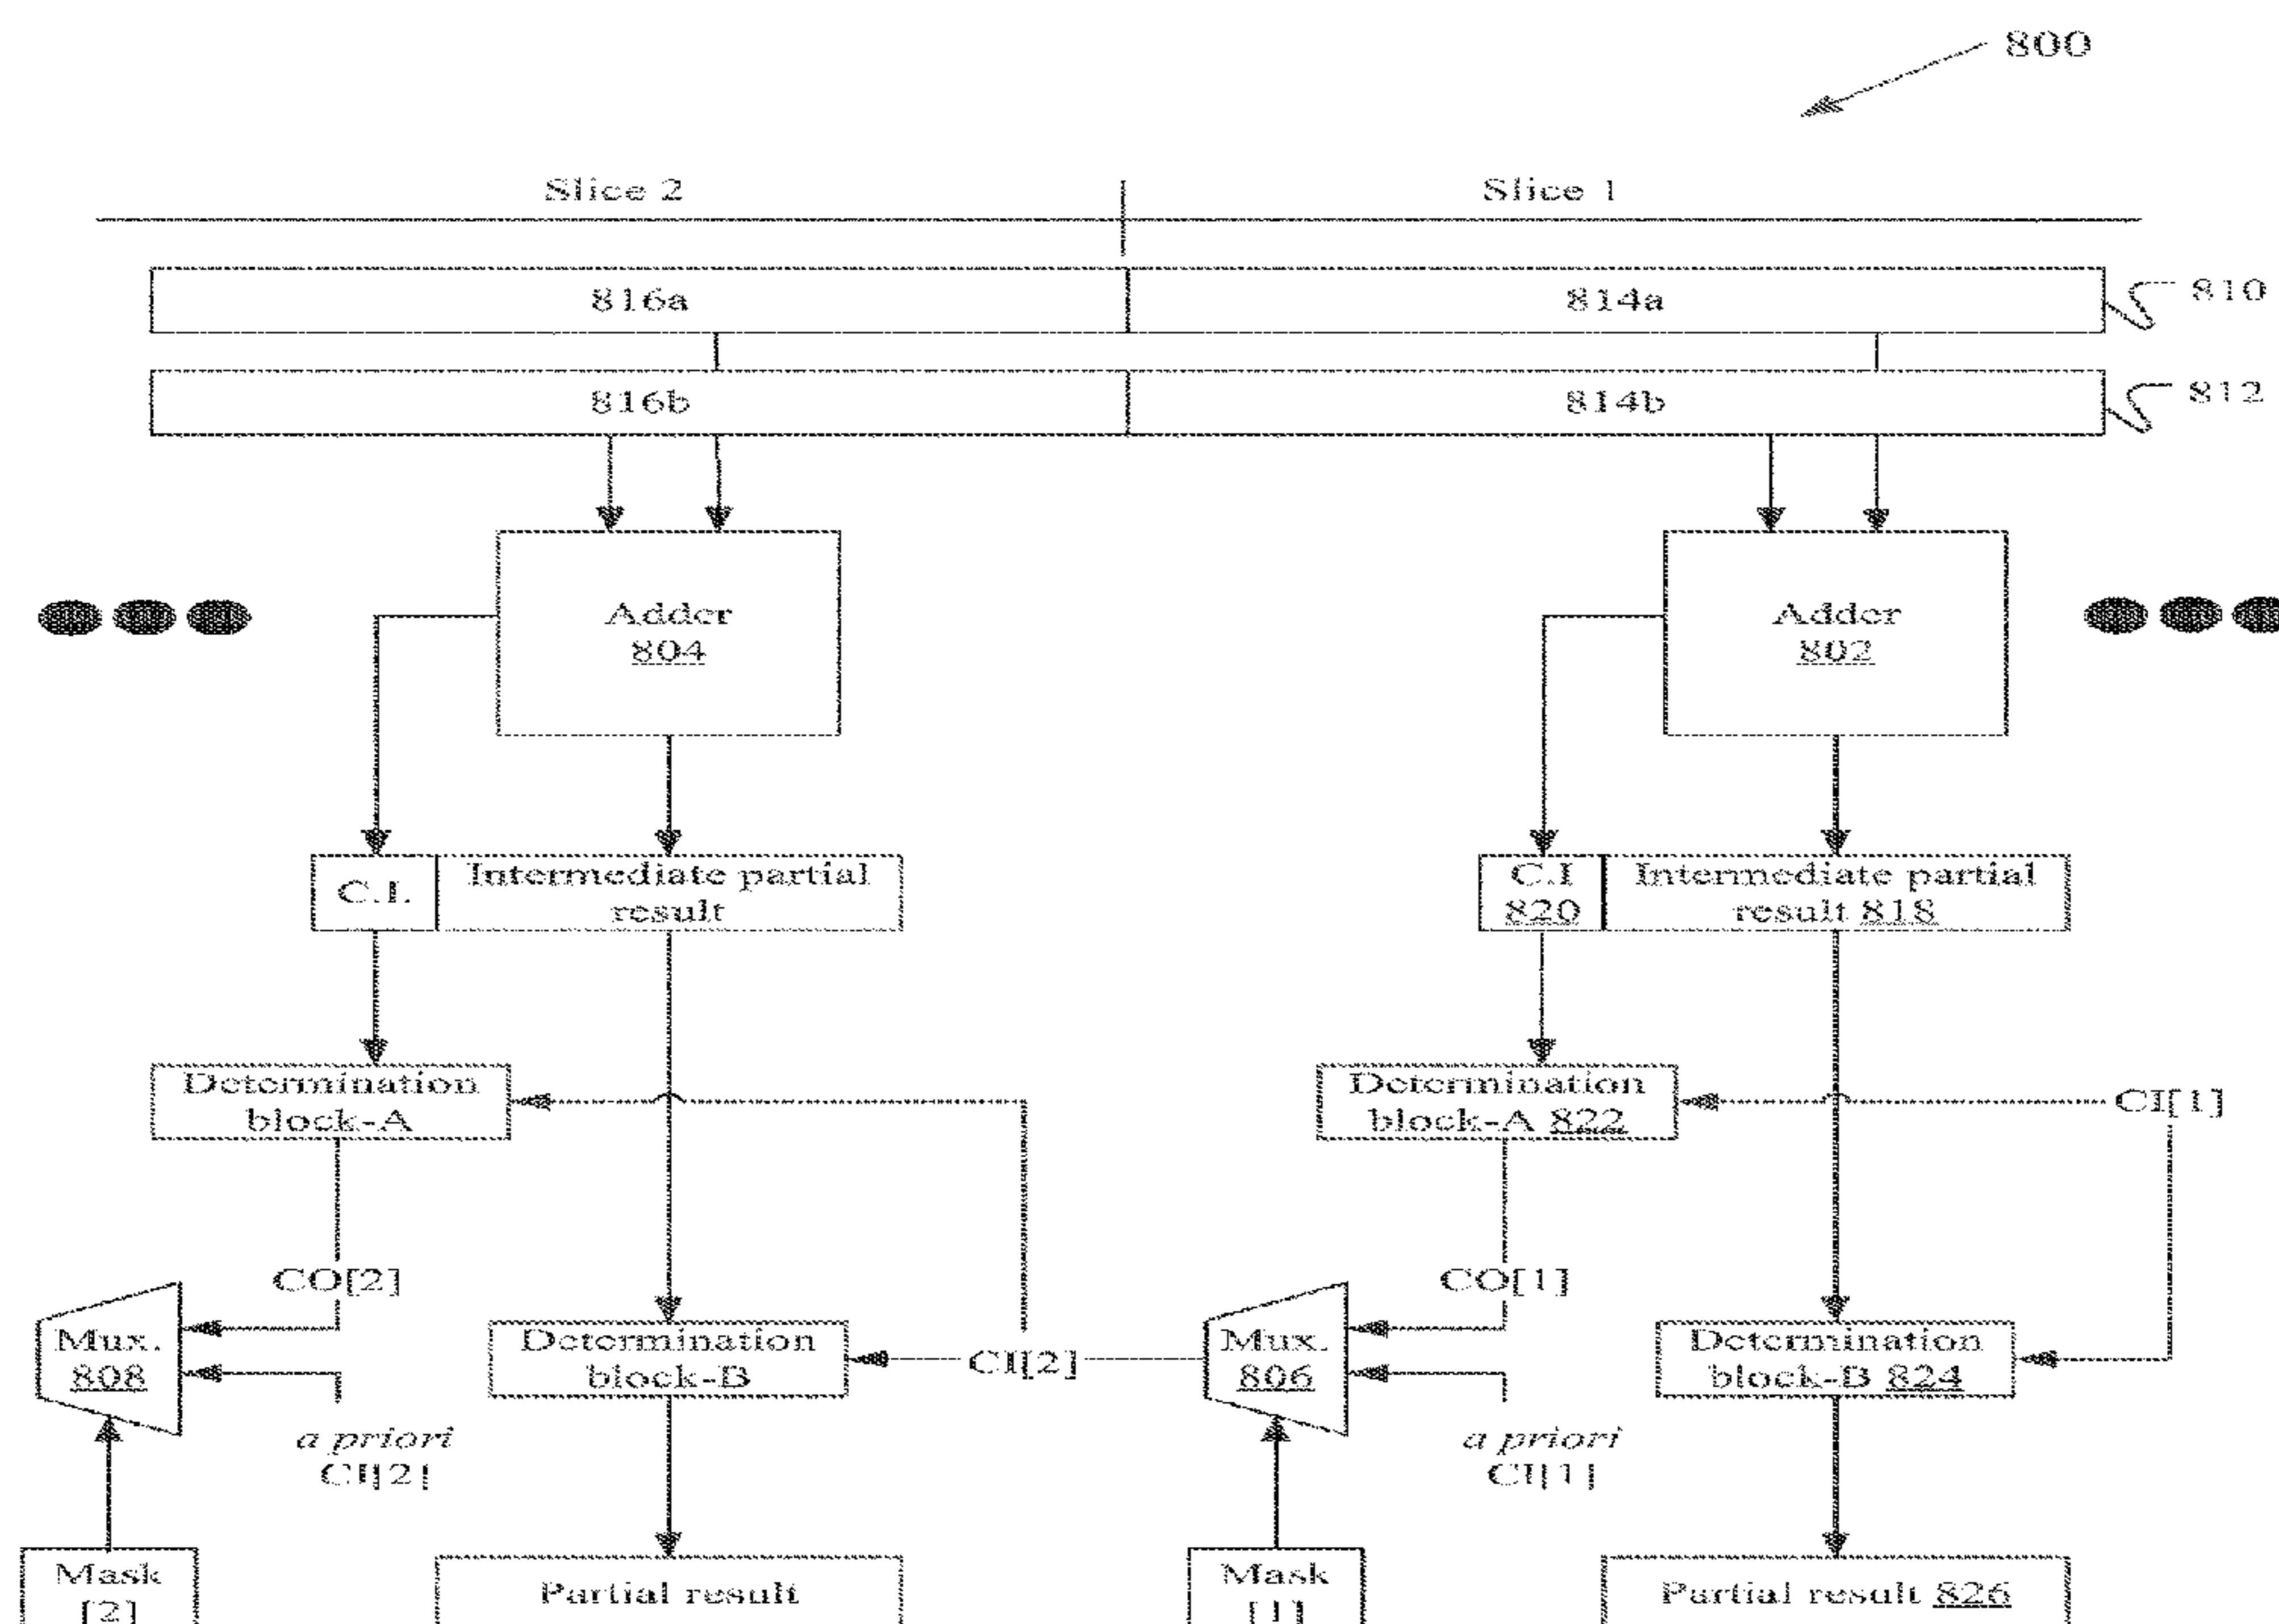 800
Slice 2
Slice 1
816a
814a
810
816b
814b
812
Adder
804
Adder
802
C.I.
Intermediate partial
result
C.I
820
Intermediate partial
result 818
Determination
block-A
Determination
block-A 822
CI[1]
CO[2]
CO[1]
Mux.
808
Determination
block-B
CI[2]
Mux.
806
Determination
block-B 824
a priori
CI[2]
a priori
CI[1]
Mask
[2]
Partial result
Mask
[1]
Partial result 826